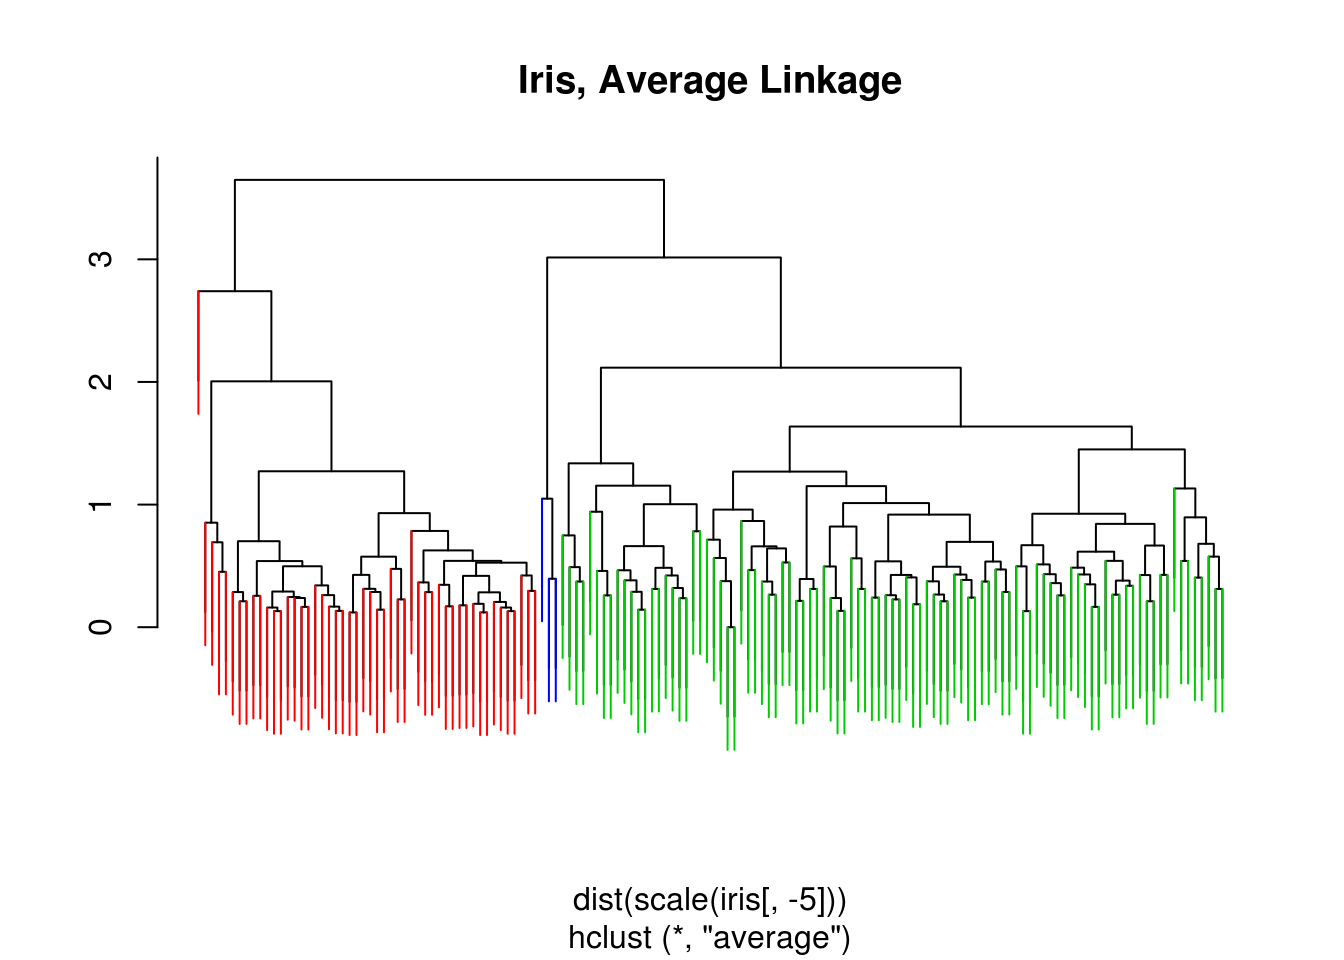 Iris, Average Linkage
3
2
1
0
dist(scale(iris[, -5]))
hclust (*, "average")